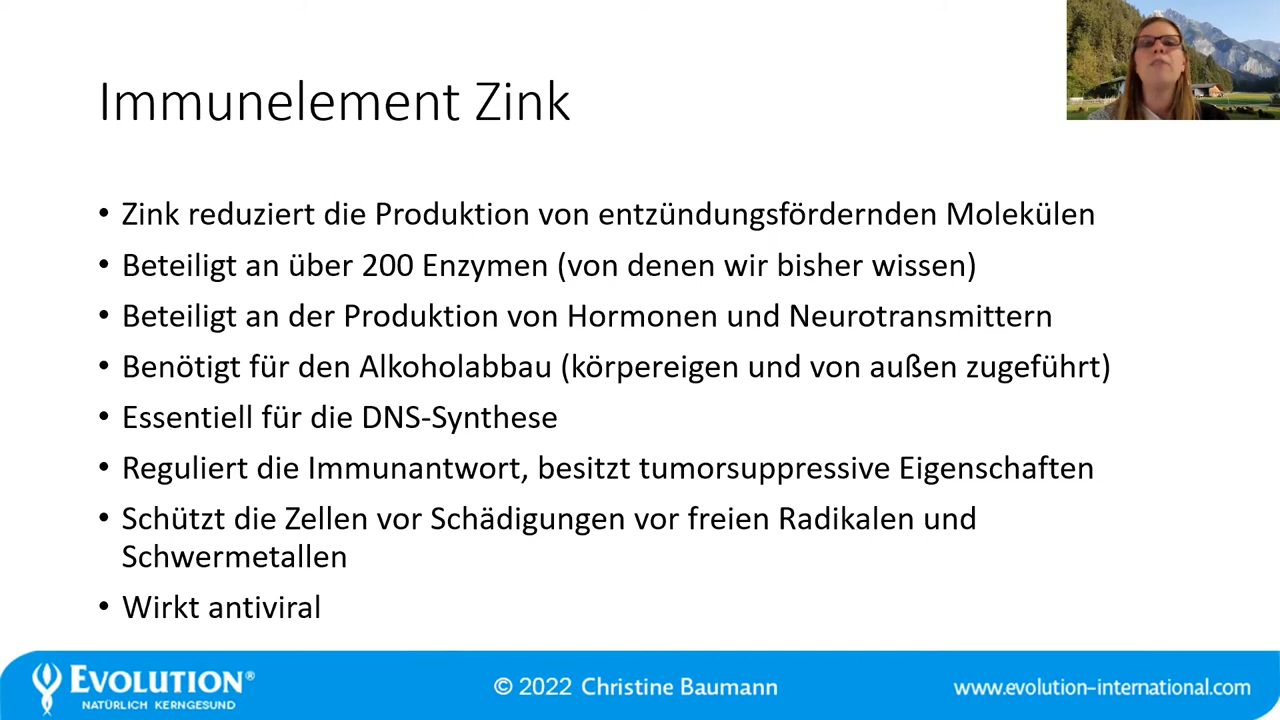 Immunelement Zink
• Zink reduziert die Produktion von entzündungsfördernden Molekülen
• Beteiligt an über 200 Enzymen (von denen wir bisher wissen)
• Beteiligt an der Produktion von Hormonen und Neurotransmittern
• Benötigt für den Alkoholabbau (körpereigen und von außen zugeführt)
• Essentiell für die DNS-Synthese
• Reguliert die Immunantwort, besitzt tumorsuppressive Eigenschaften
• Schützt die Zellen vor Schädigungen vor freien Radikalen und
Schwermetallen
• Wirkt antiviral
EVOLUTION®
NATÜRLICH KERNGESUND
© 2022 Christine Baumann
www.evolution-international.com